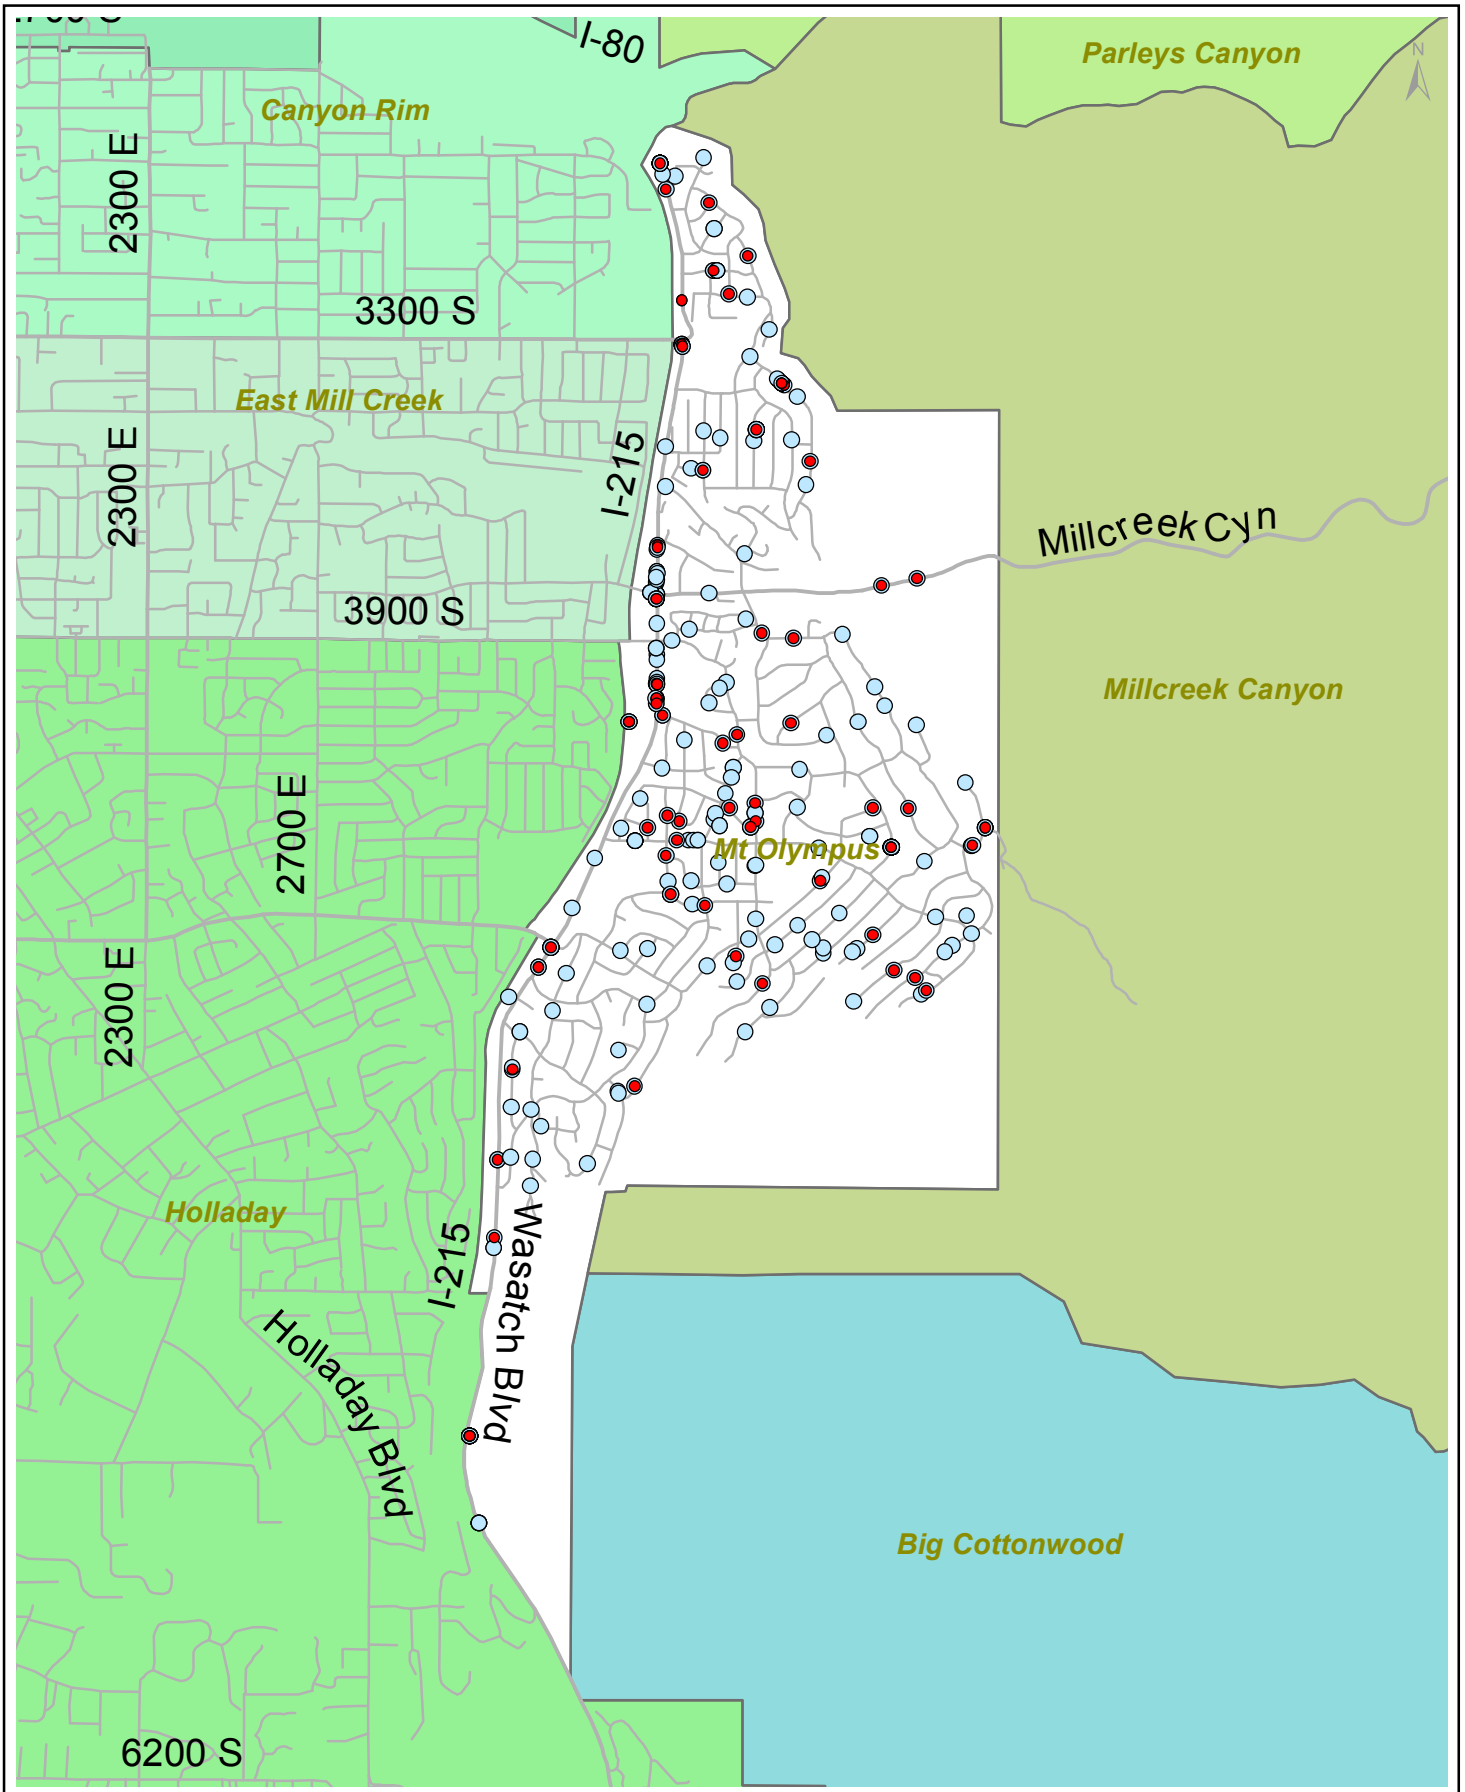 I-80
Parleys Canyon
N
Canyon Rim
2300 E
3300 S
East Mill Creek
I-215
2300 E
Millcreek Cyn
3900 S
Millcreek Canyon
2700 E
Mt Olympus
2300 E
Holladay
I-215
Wasatch Blvd
Holladay Blvd
Big Cottonwood
6200 S